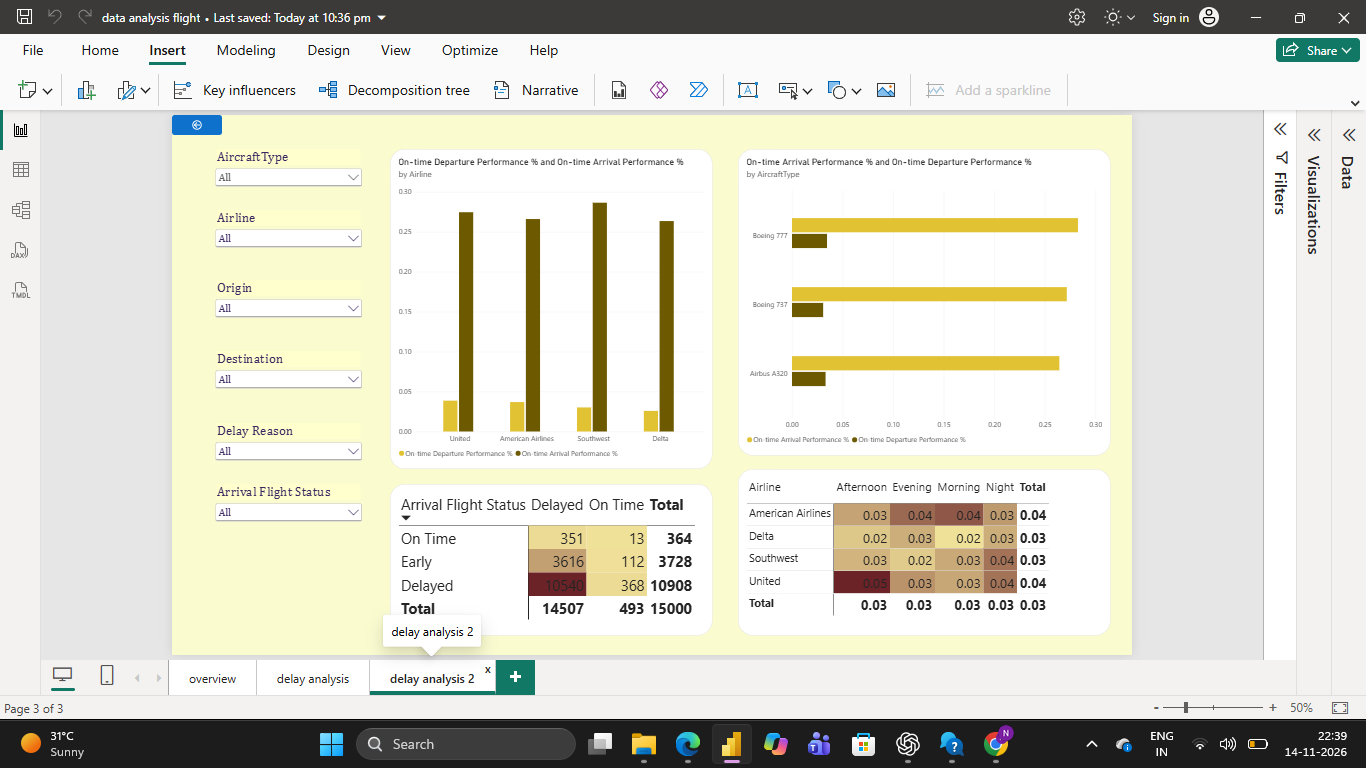 data analysis flight • Last saved: Today at 10:36 pm
Sign in
File Home Insert Modeling Design View Optimize Help
Share
Key influencers Decomposition tree Narrative Add a sparkline
DAX
TMDL
AircraftType
All
Airline
All
Origin
All
Destination
All
Delay Reason
All
Arrival Flight Status
All
On-time Departure Performance % and On-time Arrival Performance %
by Airline
0.30
0.25
0.20
0.15
0.10
0.05
0.00
United American Airlines Southwest Delta
On-time Departure Performance % On-time Arrival Performance %
On-time Arrival Performance % and On-time Departure Performance %
by AircraftType
Boeing 777
Boeing 737
Airbus A320
0.00 0.05 0.10 0.15 0.20 0.25 0.30
On-time Arrival Performance % On-time Departure Performance %
Arrival Flight Status Delayed On Time Total
On Time 351 13 364
Early 3616 112 3728
Delayed 10540 368 10908
Total 14507 493 15000
Airline Afternoon Evening Morning Night Total
American Airlines 0.03 0.04 0.04 0.03 0.04
Delta 0.02 0.03 0.02 0.03 0.03
Southwest 0.03 0.02 0.03 0.04 0.03
United 0.05 0.03 0.03 0.04 0.04
Total 0.03 0.03 0.03 0.03 0.03
Filters
Visualizations
Data
delay analysis 2
overview delay analysis delay analysis 2 x +
Page 3 of 3
- + 50%
31°C
Sunny
Search
N
ENG
IN
22:39
14-11-2026